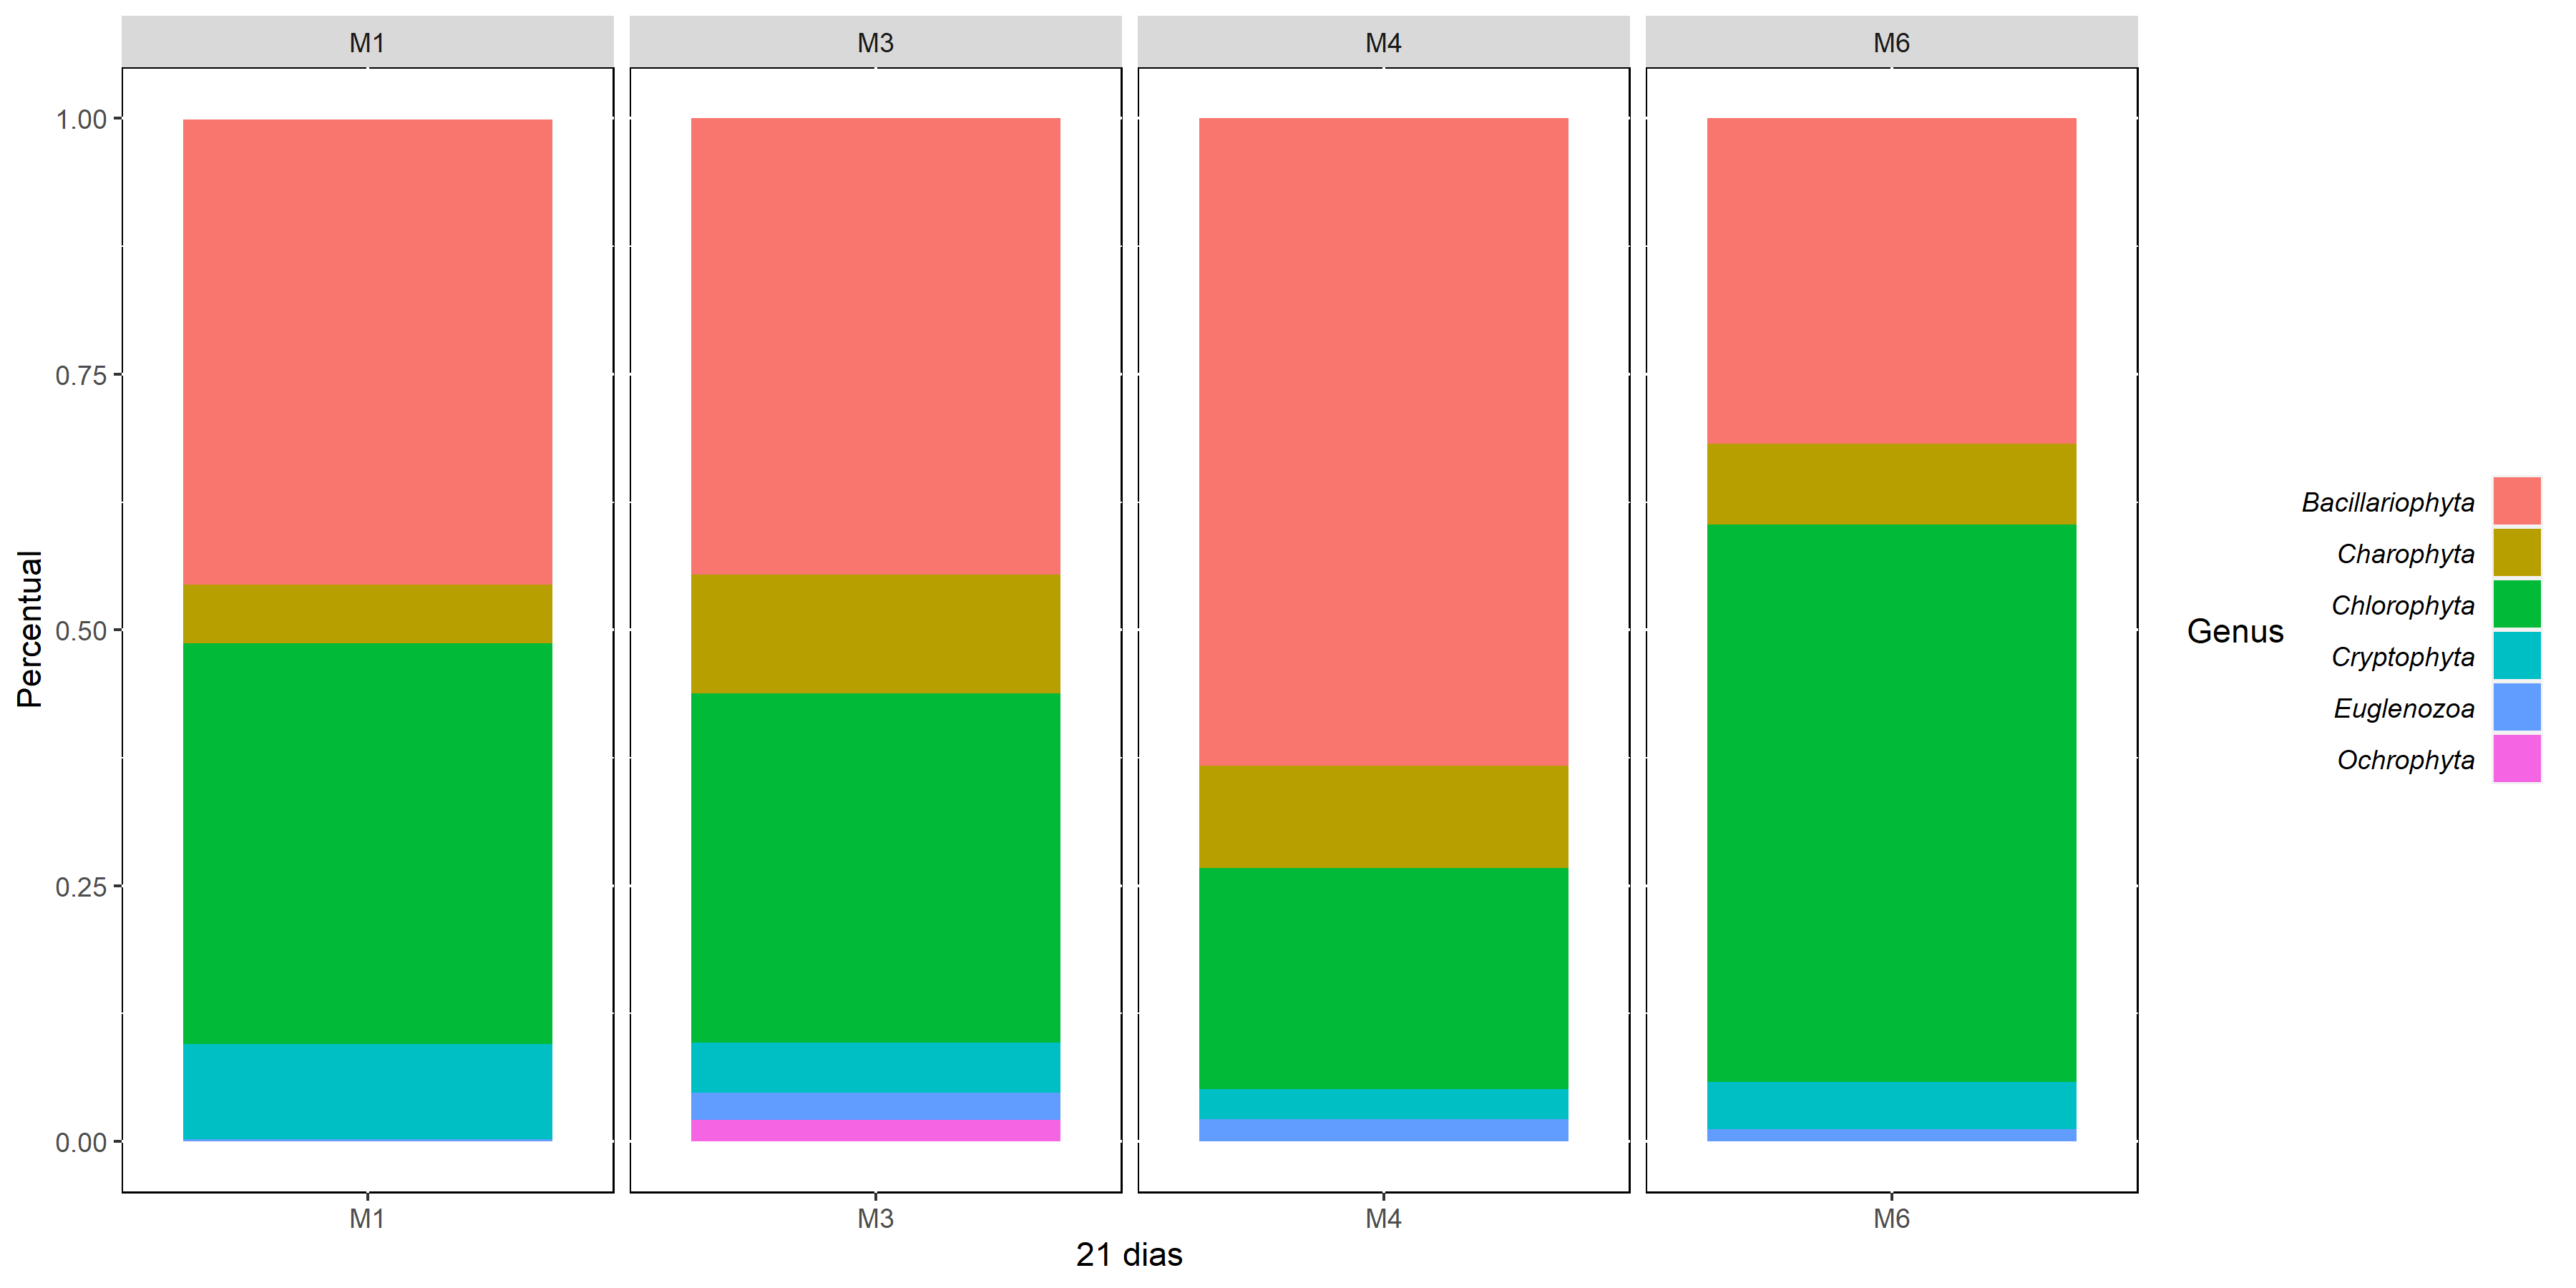 M1
M3
M4
M6
1.00
0.75
0.50
0.25
0.00
Percentual
M1
M3
M4
M6
21 dias
Genus
Bacillariophyta
Charophyta
Chlorophyta
Cryptophyta
Euglenozoa
Ochrophyta